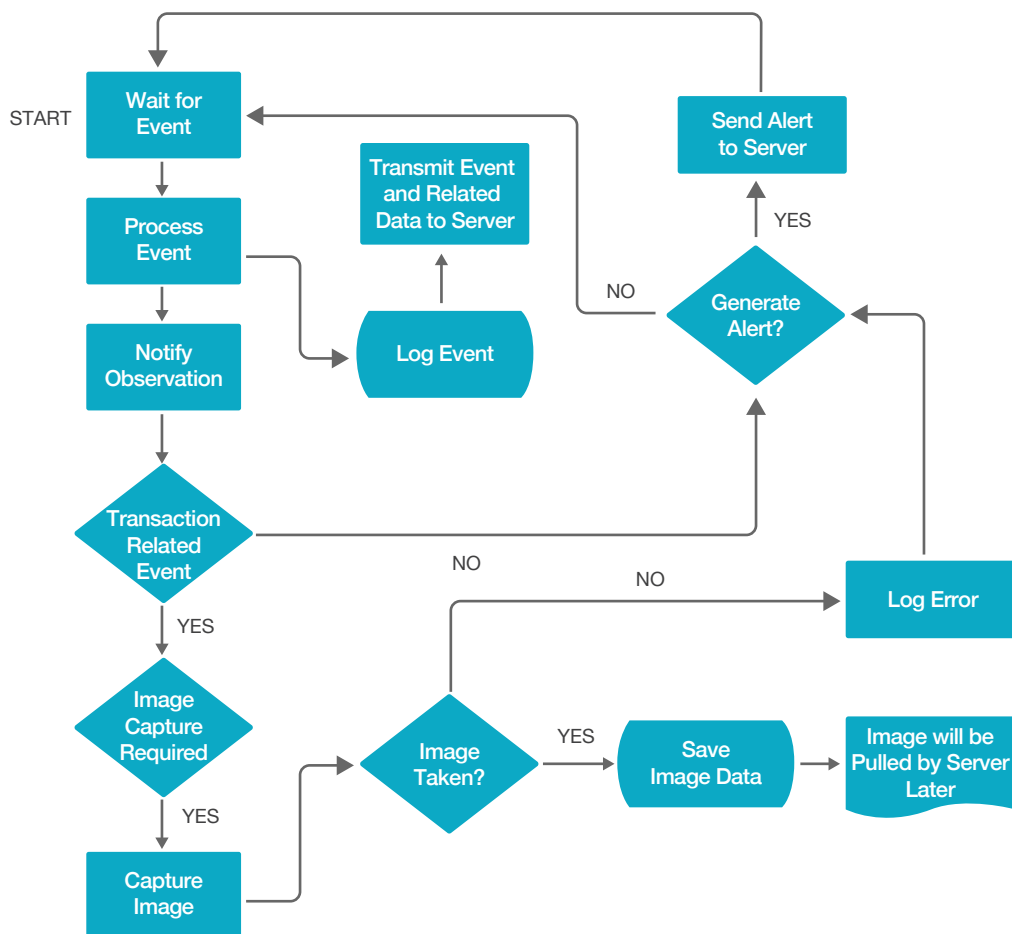 START
Wait for
Event
Send Alert
to Server
Transmit Event
and Related
Data to Server
YES
Process
Event
NO
Generate
Alert?
Notify
Observation
Log Event
Transaction
Related
Event
NO
NO
Log Error
YES
Image
Capture
Required
Image
Taken?
YES
Save
Image Data
Image will be
Pulled by Server
Later
YES
Capture
Image